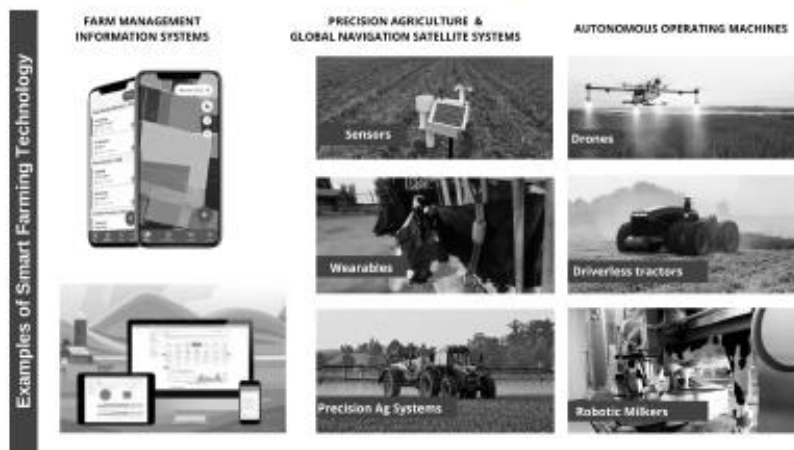 Examples of Smart Farming Technology
FARM MANAGEMENT
INFORMATION SYSTEMS
PRECISION AGRICULTURE &
GLOBAL NAVIGATION SATELLITE SYSTEMS
AUTONOMOUS OPERATING MACHINES
Sensors
Drones
Wearables
Driverless tractors
Precision Ag Systems
Robotic Milkers